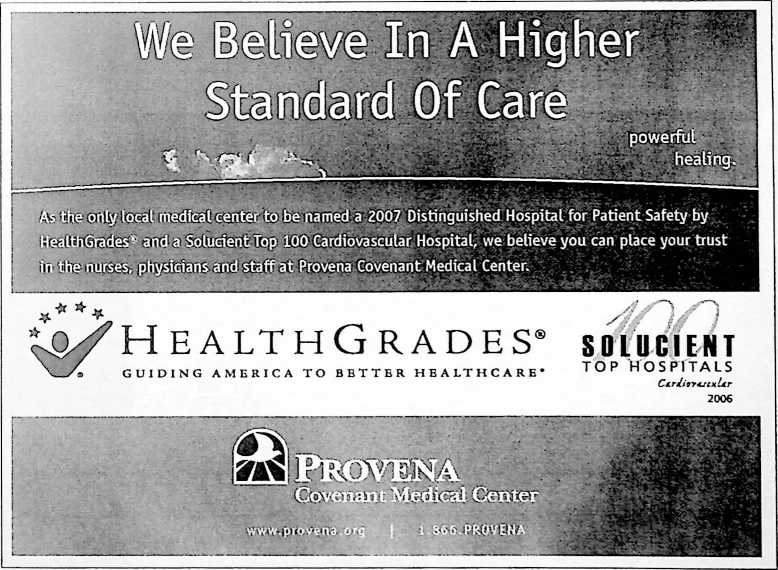 We Believe In A Higher
Standard Of Care
powerful
healing.
As the only local medical center to be named a 2007 Distinguished Hospital for Patient Safety by
HealthGrades® and a Solucient Top 100 Cardiovascular Hospital, we believe you can place your trust
in the nurses, physicians and staff at Provena Covenant Medical Center.
HEALTHGRADES®
GUIDING AMERICA TO BETTER HEALTHCARE®
100
SOLUCIENT
TOP HOSPITALS
Cardiovascular
2006
PROVENA
Covenant Medical Center
www.provena.org | 1.866.PROVENA